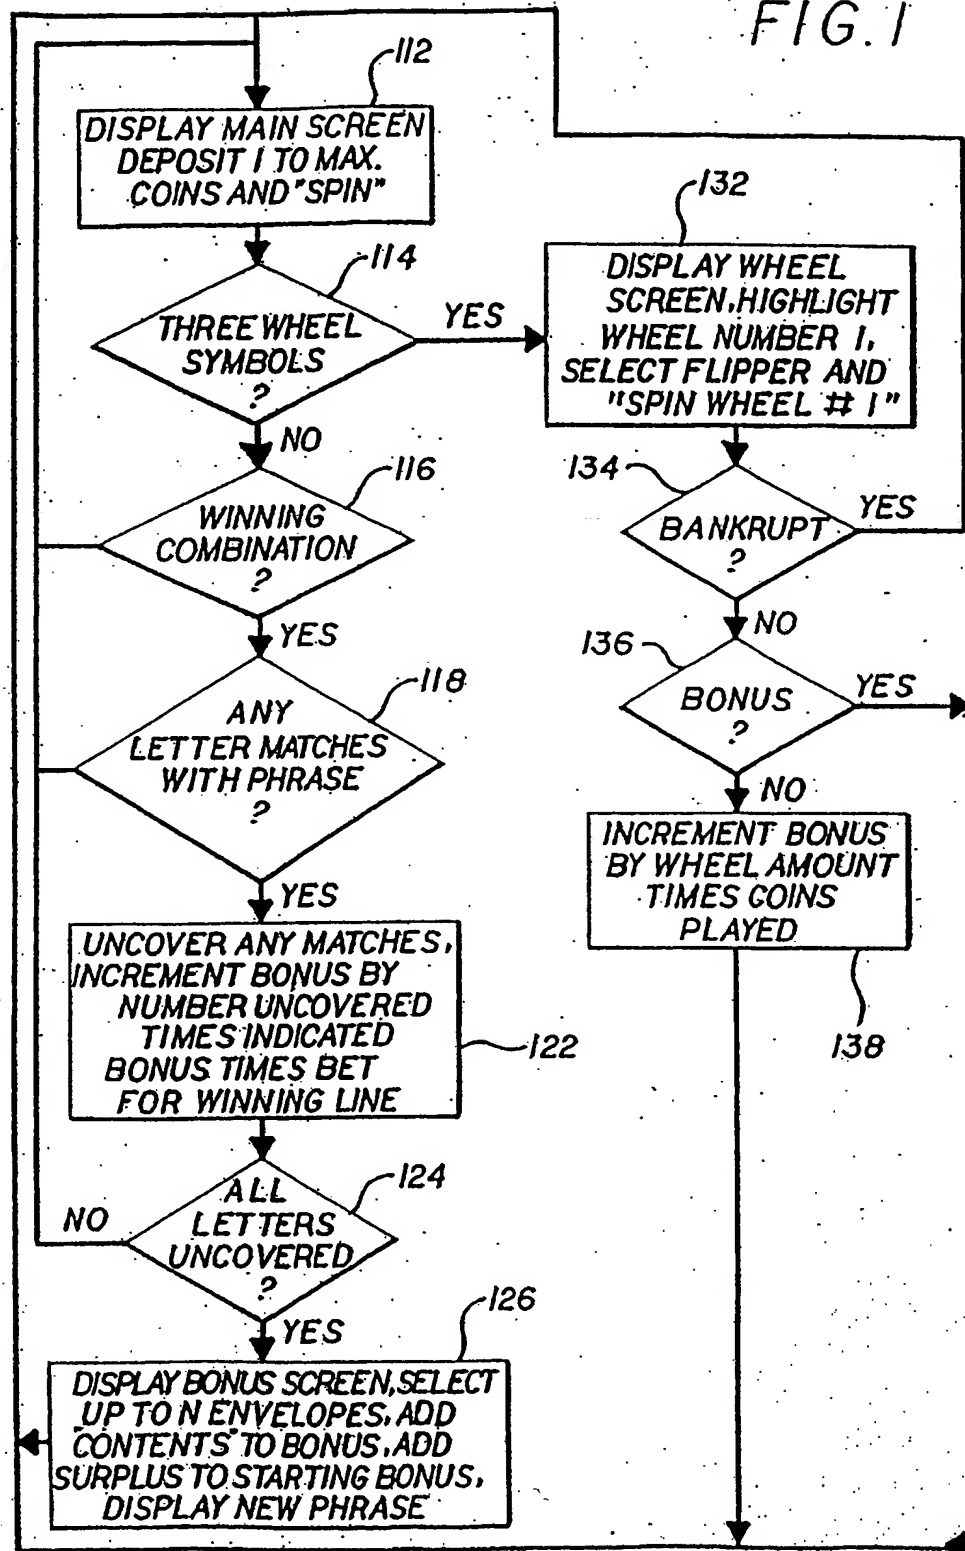 FIG. 1
112
DISPLAY MAIN SCREEN
DEPOSIT 1 TO MAX.
COINS AND "SPIN"
114
THREE WHEEL
SYMBOLS
?
YES
NO
116
WINNING
COMBINATION
?
YES
118
ANY
LETTER MATCHES
WITH PHRASE
?
YES
UNCOVER ANY MATCHES,
INCREMENT BONUS BY
NUMBER UNCOVERED
TIMES INDICATED
BONUS TIMES BET
FOR WINNING LINE
122
124
ALL
LETTERS
UNCOVERED
?
NO
YES
126
DISPLAY BONUS SCREEN, SELECT
UP TO N ENVELOPES, ADD
"CONTENTS" TO BONUS, ADD
SURPLUS TO STARTING BONUS,
DISPLAY NEW PHRASE
132
DISPLAY WHEEL
SCREEN, HIGHLIGHT
WHEEL NUMBER 1,
SELECT FLIPPER AND
"SPIN WHEEL # 1"
134
BANKRUPT
?
YES
NO
136
BONUS
?
YES
NO
INCREMENT BONUS
BY WHEEL AMOUNT
TIMES COINS
PLAYED
138